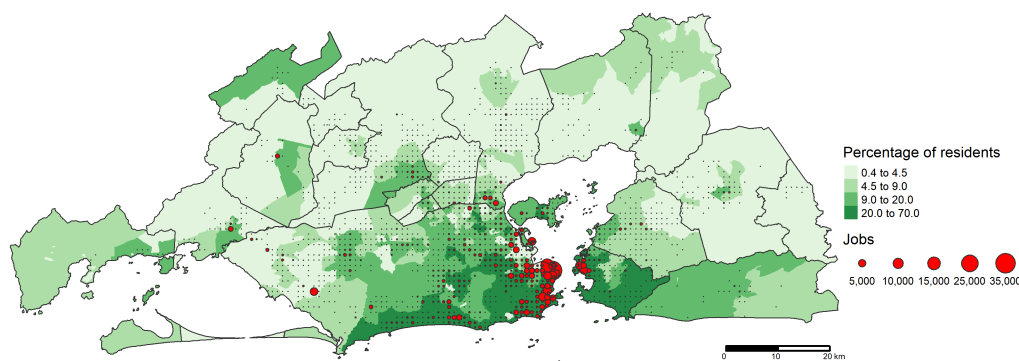 Percentage of residents
0.4 to 4.5
4.5 to 9.0
9.0 to 20.0
20.0 to 70.0
Jobs
5,000 10,000 15,000 25,000 35,000
0 10 20 km